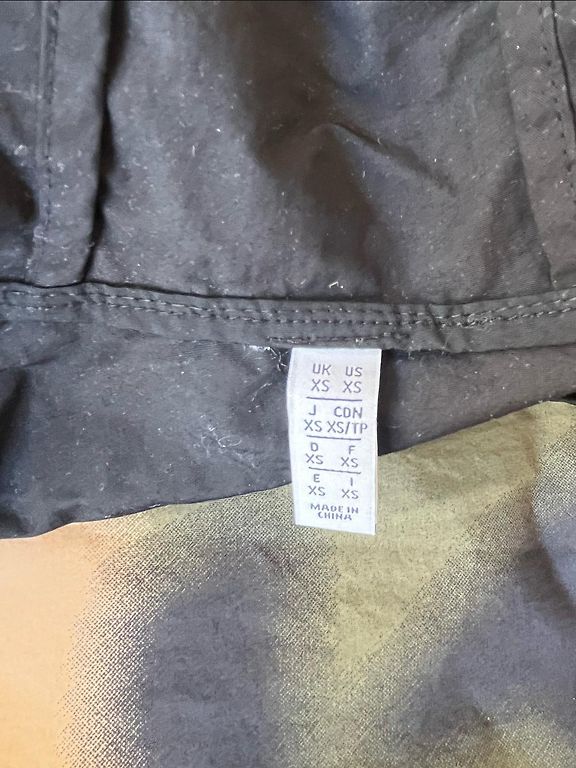 UK US
XS XS
J CDN
XS XS/TP
D F
XS XS
E I
XS XS
MADE IN
CHINA